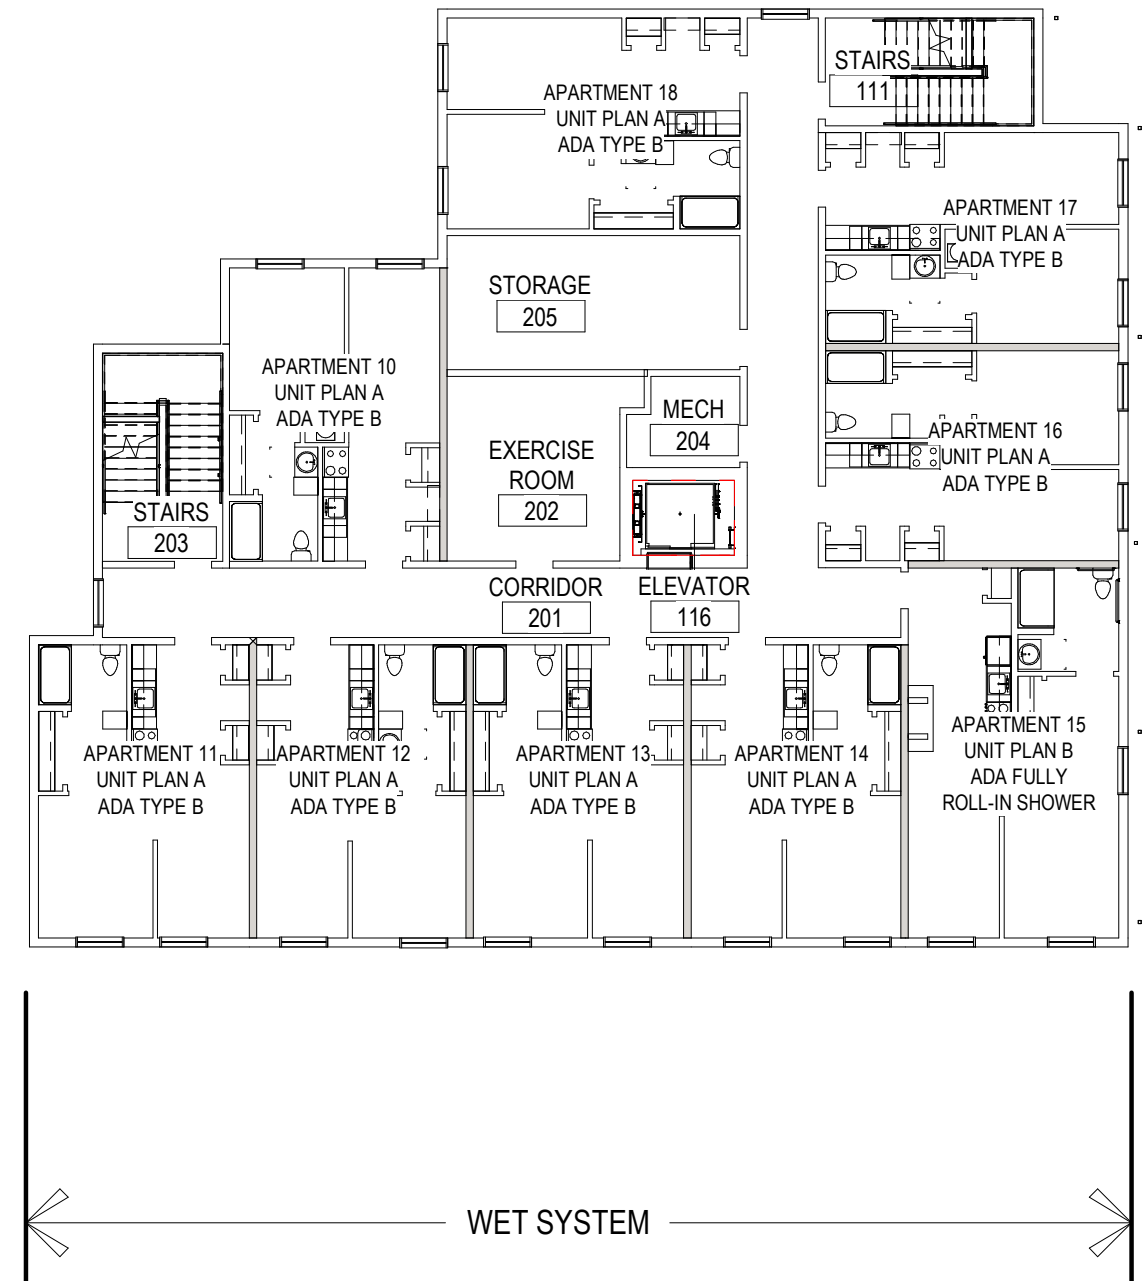 STAIRS
111
APARTMENT 18
UNIT PLAN A
ADA TYPE B
APARTMENT 17
UNIT PLAN A
ADA TYPE B
STORAGE
205
APARTMENT 10
UNIT PLAN A
ADA TYPE B
MECH
204
EXERCISE
ROOM
202
APARTMENT 16
UNIT PLAN A
ADA TYPE B
STAIRS
203
CORRIDOR
201
ELEVATOR
116
APARTMENT 11
UNIT PLAN A
ADA TYPE B
APARTMENT 12
UNIT PLAN A
ADA TYPE B
APARTMENT 13
UNIT PLAN A
ADA TYPE B
APARTMENT 14
UNIT PLAN A
ADA TYPE B
APARTMENT 15
UNIT PLAN B
ADA FULLY
ROLL-IN SHOWER
WET SYSTEM